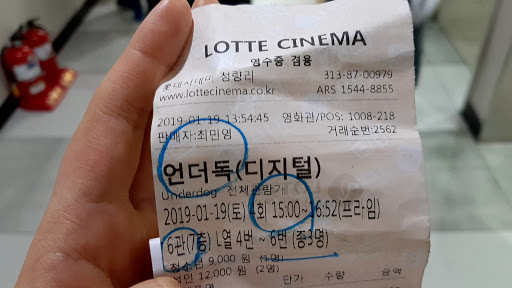 LOTTE CINEMA
영수증 겸용
롯데시네마 청량리 313-87-00979
www.lottecinema.co.kr ARS 1544-8855
2019-01-19 13:54:45 영화관/POS: 1008-218
판매자:최민영 거래순번:2562
언더독(디지털)
Underdog 전체관람가
2019-01-19(토) 4회 15:00~16:52(프라임)
6관(7층) L열 4번 ~ 6번 (총3명)
청소년 9,000 원 (1명)
성인 12,000 원 (2명)
단가 수량 금액